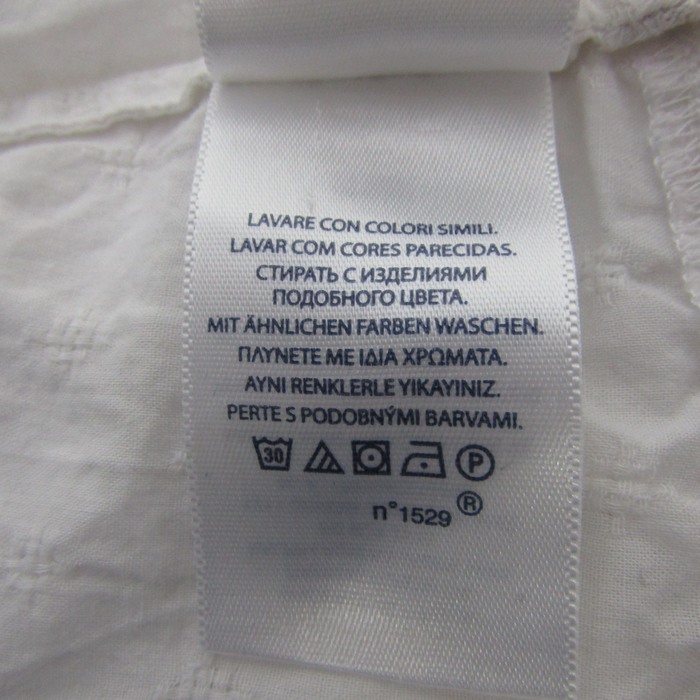 LAVARE CON COLORI SIMILI.
LAVAR COM CORES PARECIDAS.
СТИРАТЬ С ИЗДЕЛИЯМИ
ПОДОБНОГО ЦВЕТА.
MIT ÄHNLICHEN FARBEN WASCHEN.
ΠΛΥΝΕΤΕ ΜΕ ΙΔΙΑ ΧΡΩΜΑΤΑ.
AYNI RENKLERLE YIKAYINIZ.
PERTE S PODOBNÝMI BARVAMI.
30 P
n°1529 ®